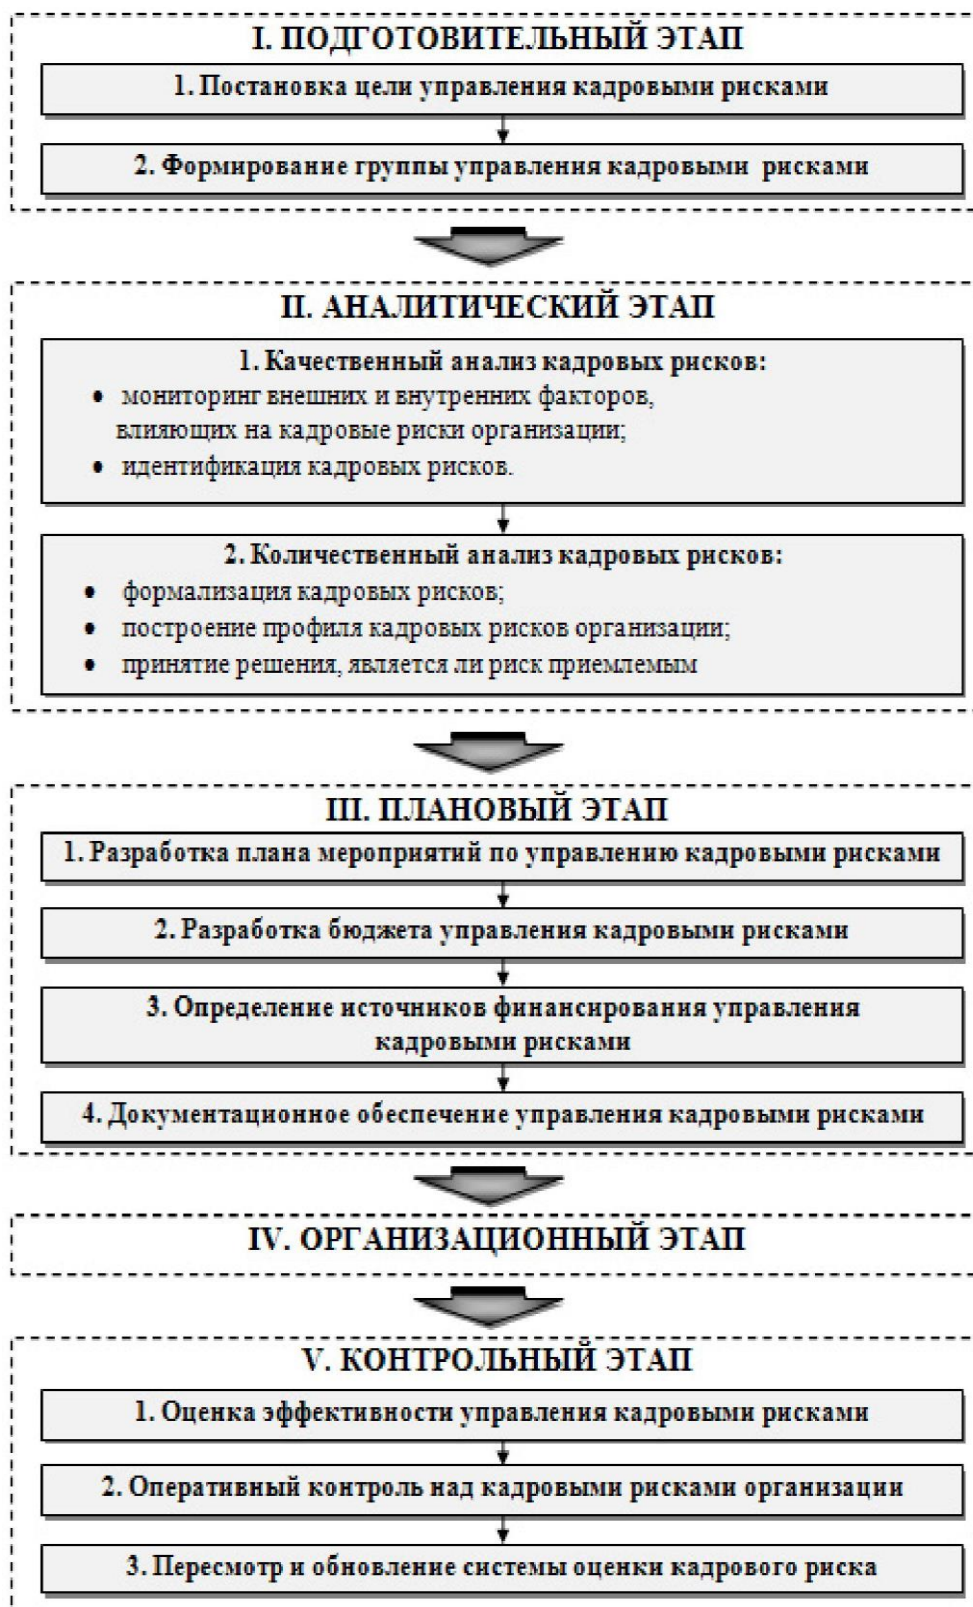 I. ПОДГОТОВИТЕЛЬНЫЙ ЭТАП
1. Постановка цели управления кадровыми рисками
2. Формирование группы управления кадровыми рисками
II. АНАЛИТИЧЕСКИЙ ЭТАП
1. Качественный анализ кадровых рисков:
• мониторинг внешних и внутренних факторов,
влияющих на кадровые риски организации;
• идентификация кадровых рисков.
2. Количественный анализ кадровых рисков:
• формализация кадровых рисков;
• построение профиля кадровых рисков организации;
• принятие решения, является ли риск приемлемым
III. ПЛАНОВЫЙ ЭТАП
1. Разработка плана мероприятий по управлению кадровыми рисками
2. Разработка бюджета управления кадровыми рисками
3. Определение источников финансирования управления
кадровыми рисками
4. Документационное обеспечение управления кадровыми рисками
IV. ОРГАНИЗАЦИОННЫЙ ЭТАП
V. КОНТРОЛЬНЫЙ ЭТАП
1. Оценка эффективности управления кадровыми рисками
2. Оперативный контроль над кадровыми рисками организации
3. Пересмотр и обновление системы оценки кадрового риска